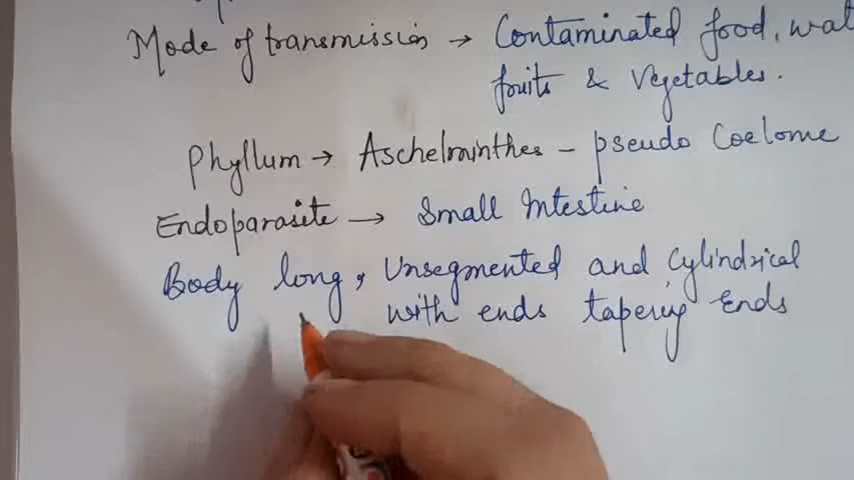 Mode of transmission → Contaminated food, wat
fruits & Vegetables.
Phyllum → Aschelminthes - pseudo Coelome
Endoparasite → Small Intestine
Body long, Unsegmented and Cylindrical
with ends tapering Ends